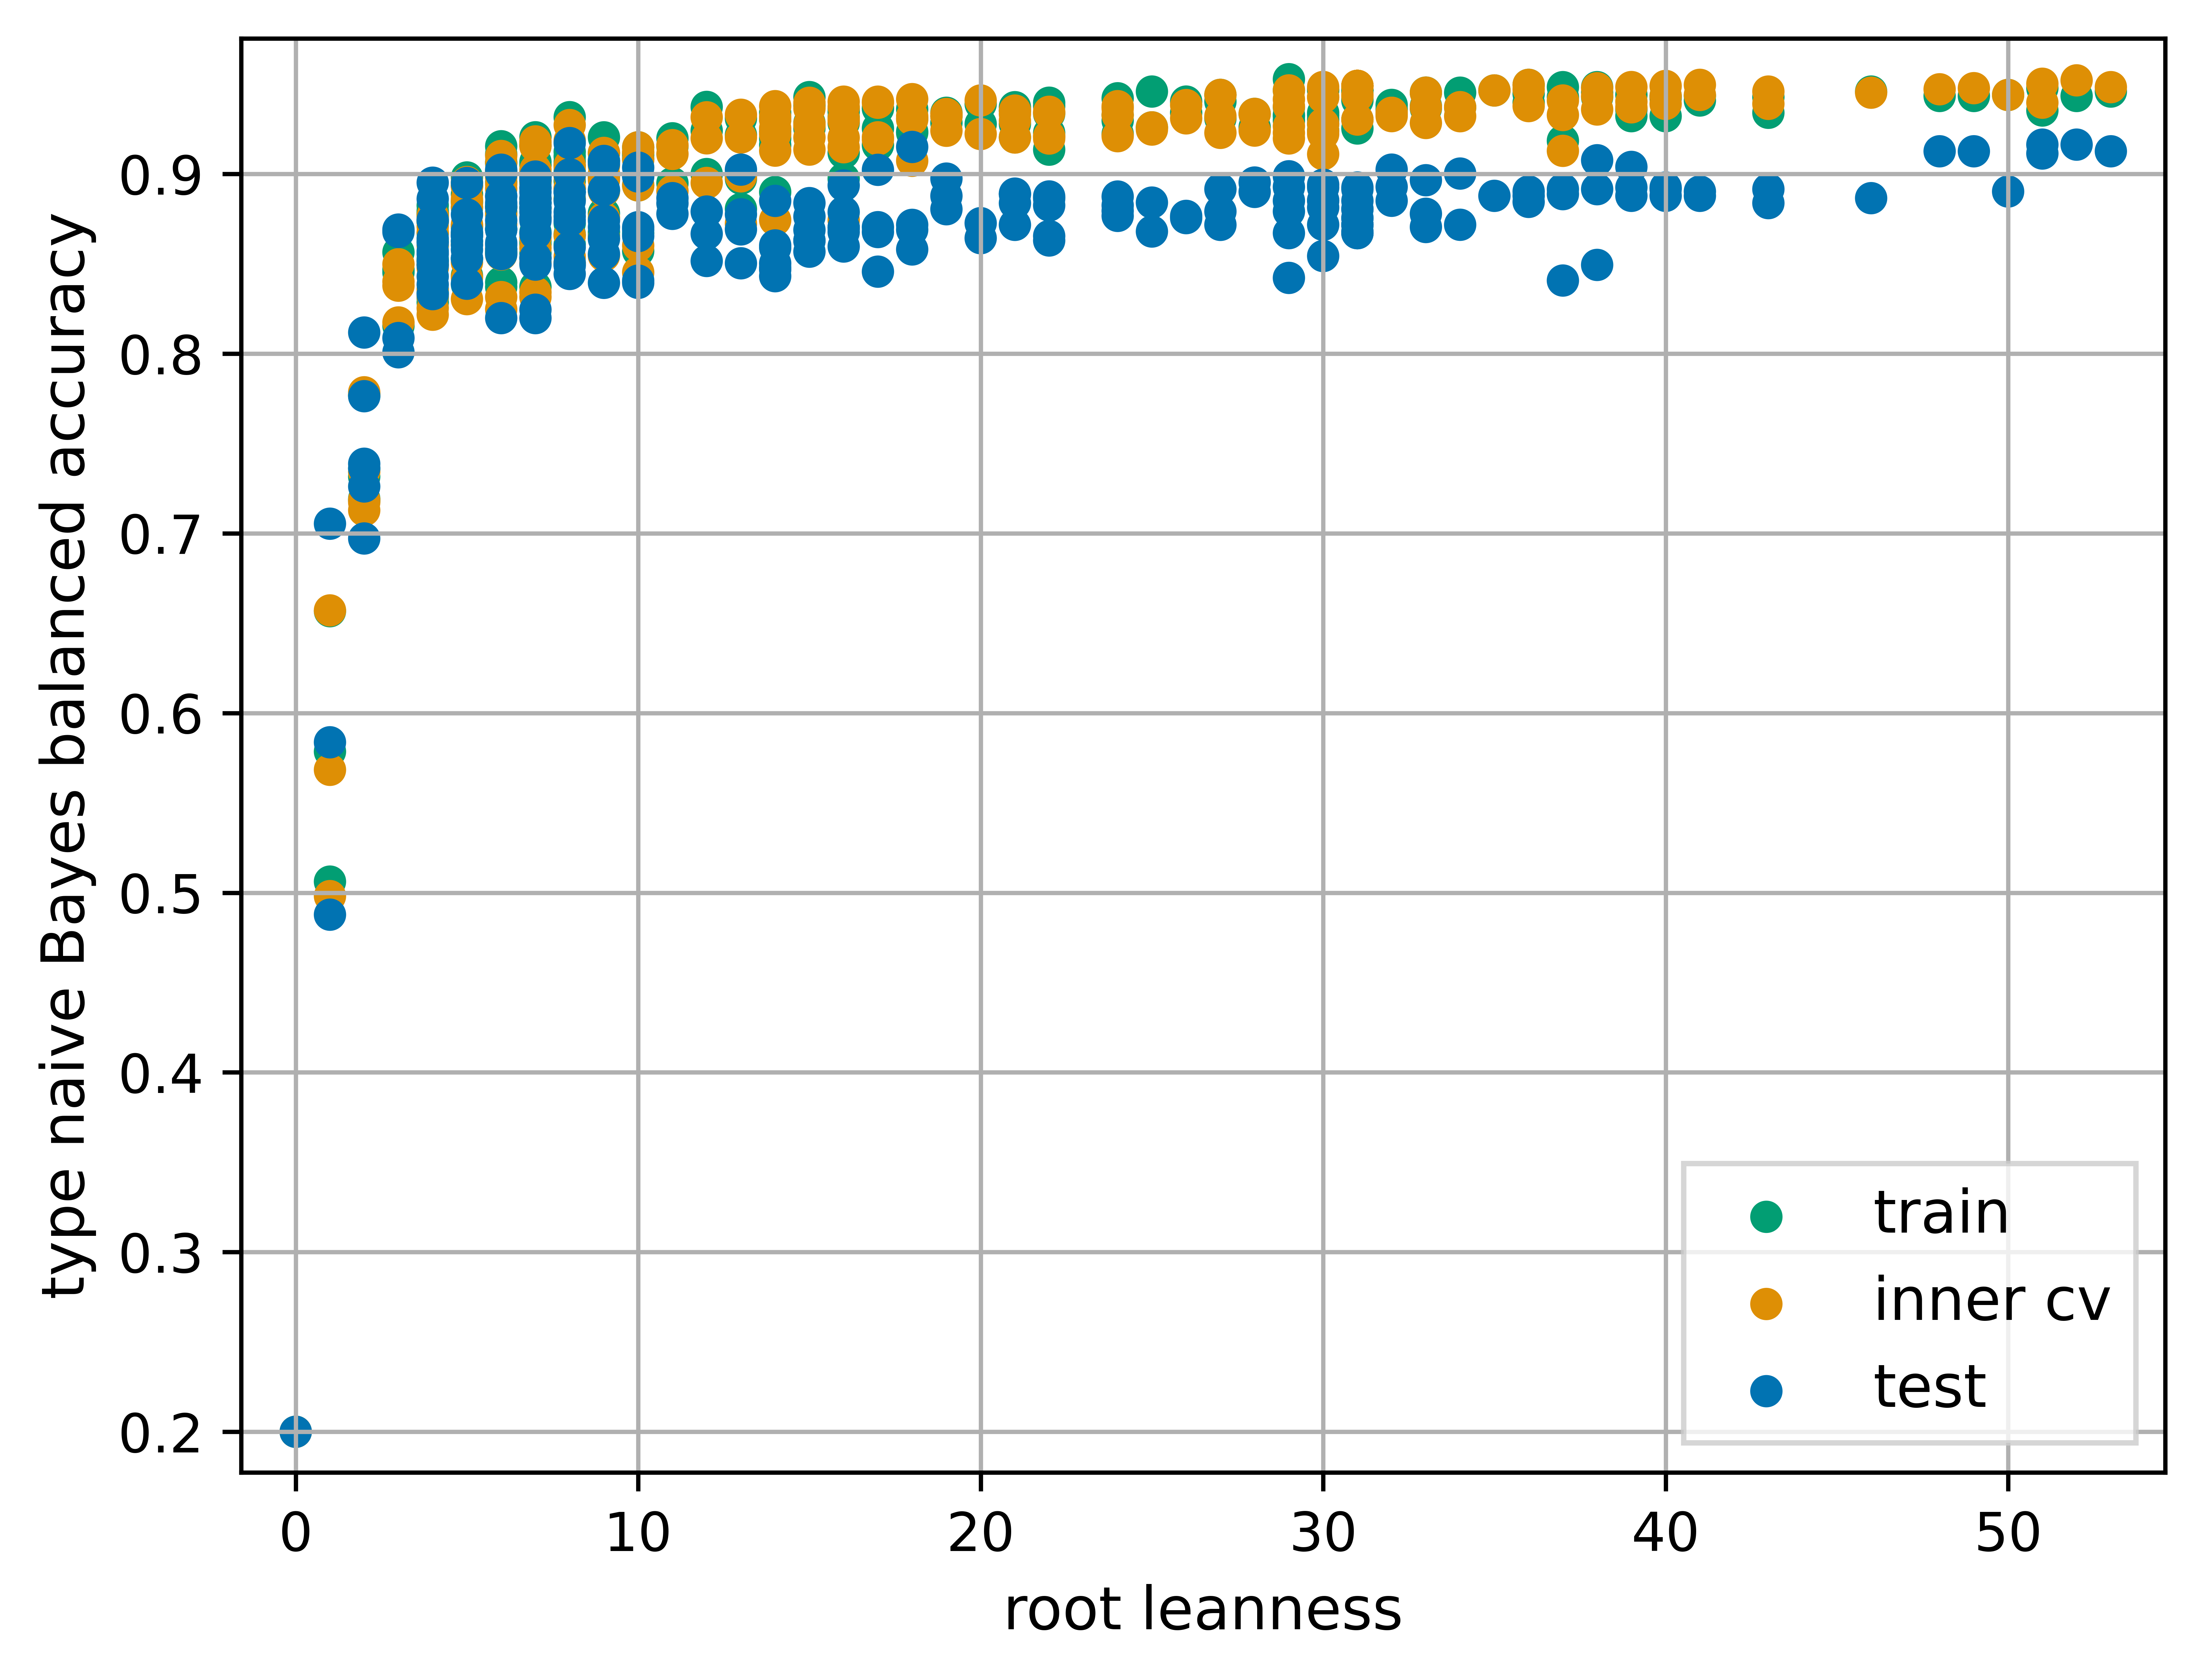 type naive Bayes balanced accuracy
0.9
0.8
0.7
0.6
0.5
0.4
0.3
0.2
0 10 20 30 40 50
root leanness
train
inner cv
test